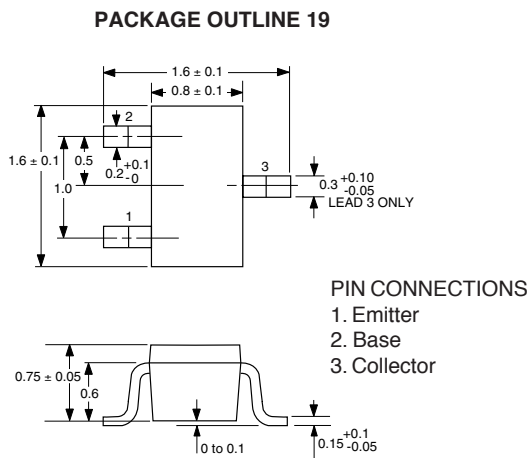 PACKAGE OUTLINE 19
1.6 ± 0.1
0.8 ± 0.1
2
1.6 ± 0.1
0.5
1.0
0.2 +0.1 -0
3
0.3 +0.10 -0.05
LEAD 3 ONLY
1
PIN CONNECTIONS
1. Emitter
2. Base
3. Collector
0.75 ± 0.05
0.6
0 to 0.1
0.15 +0.1 -0.05